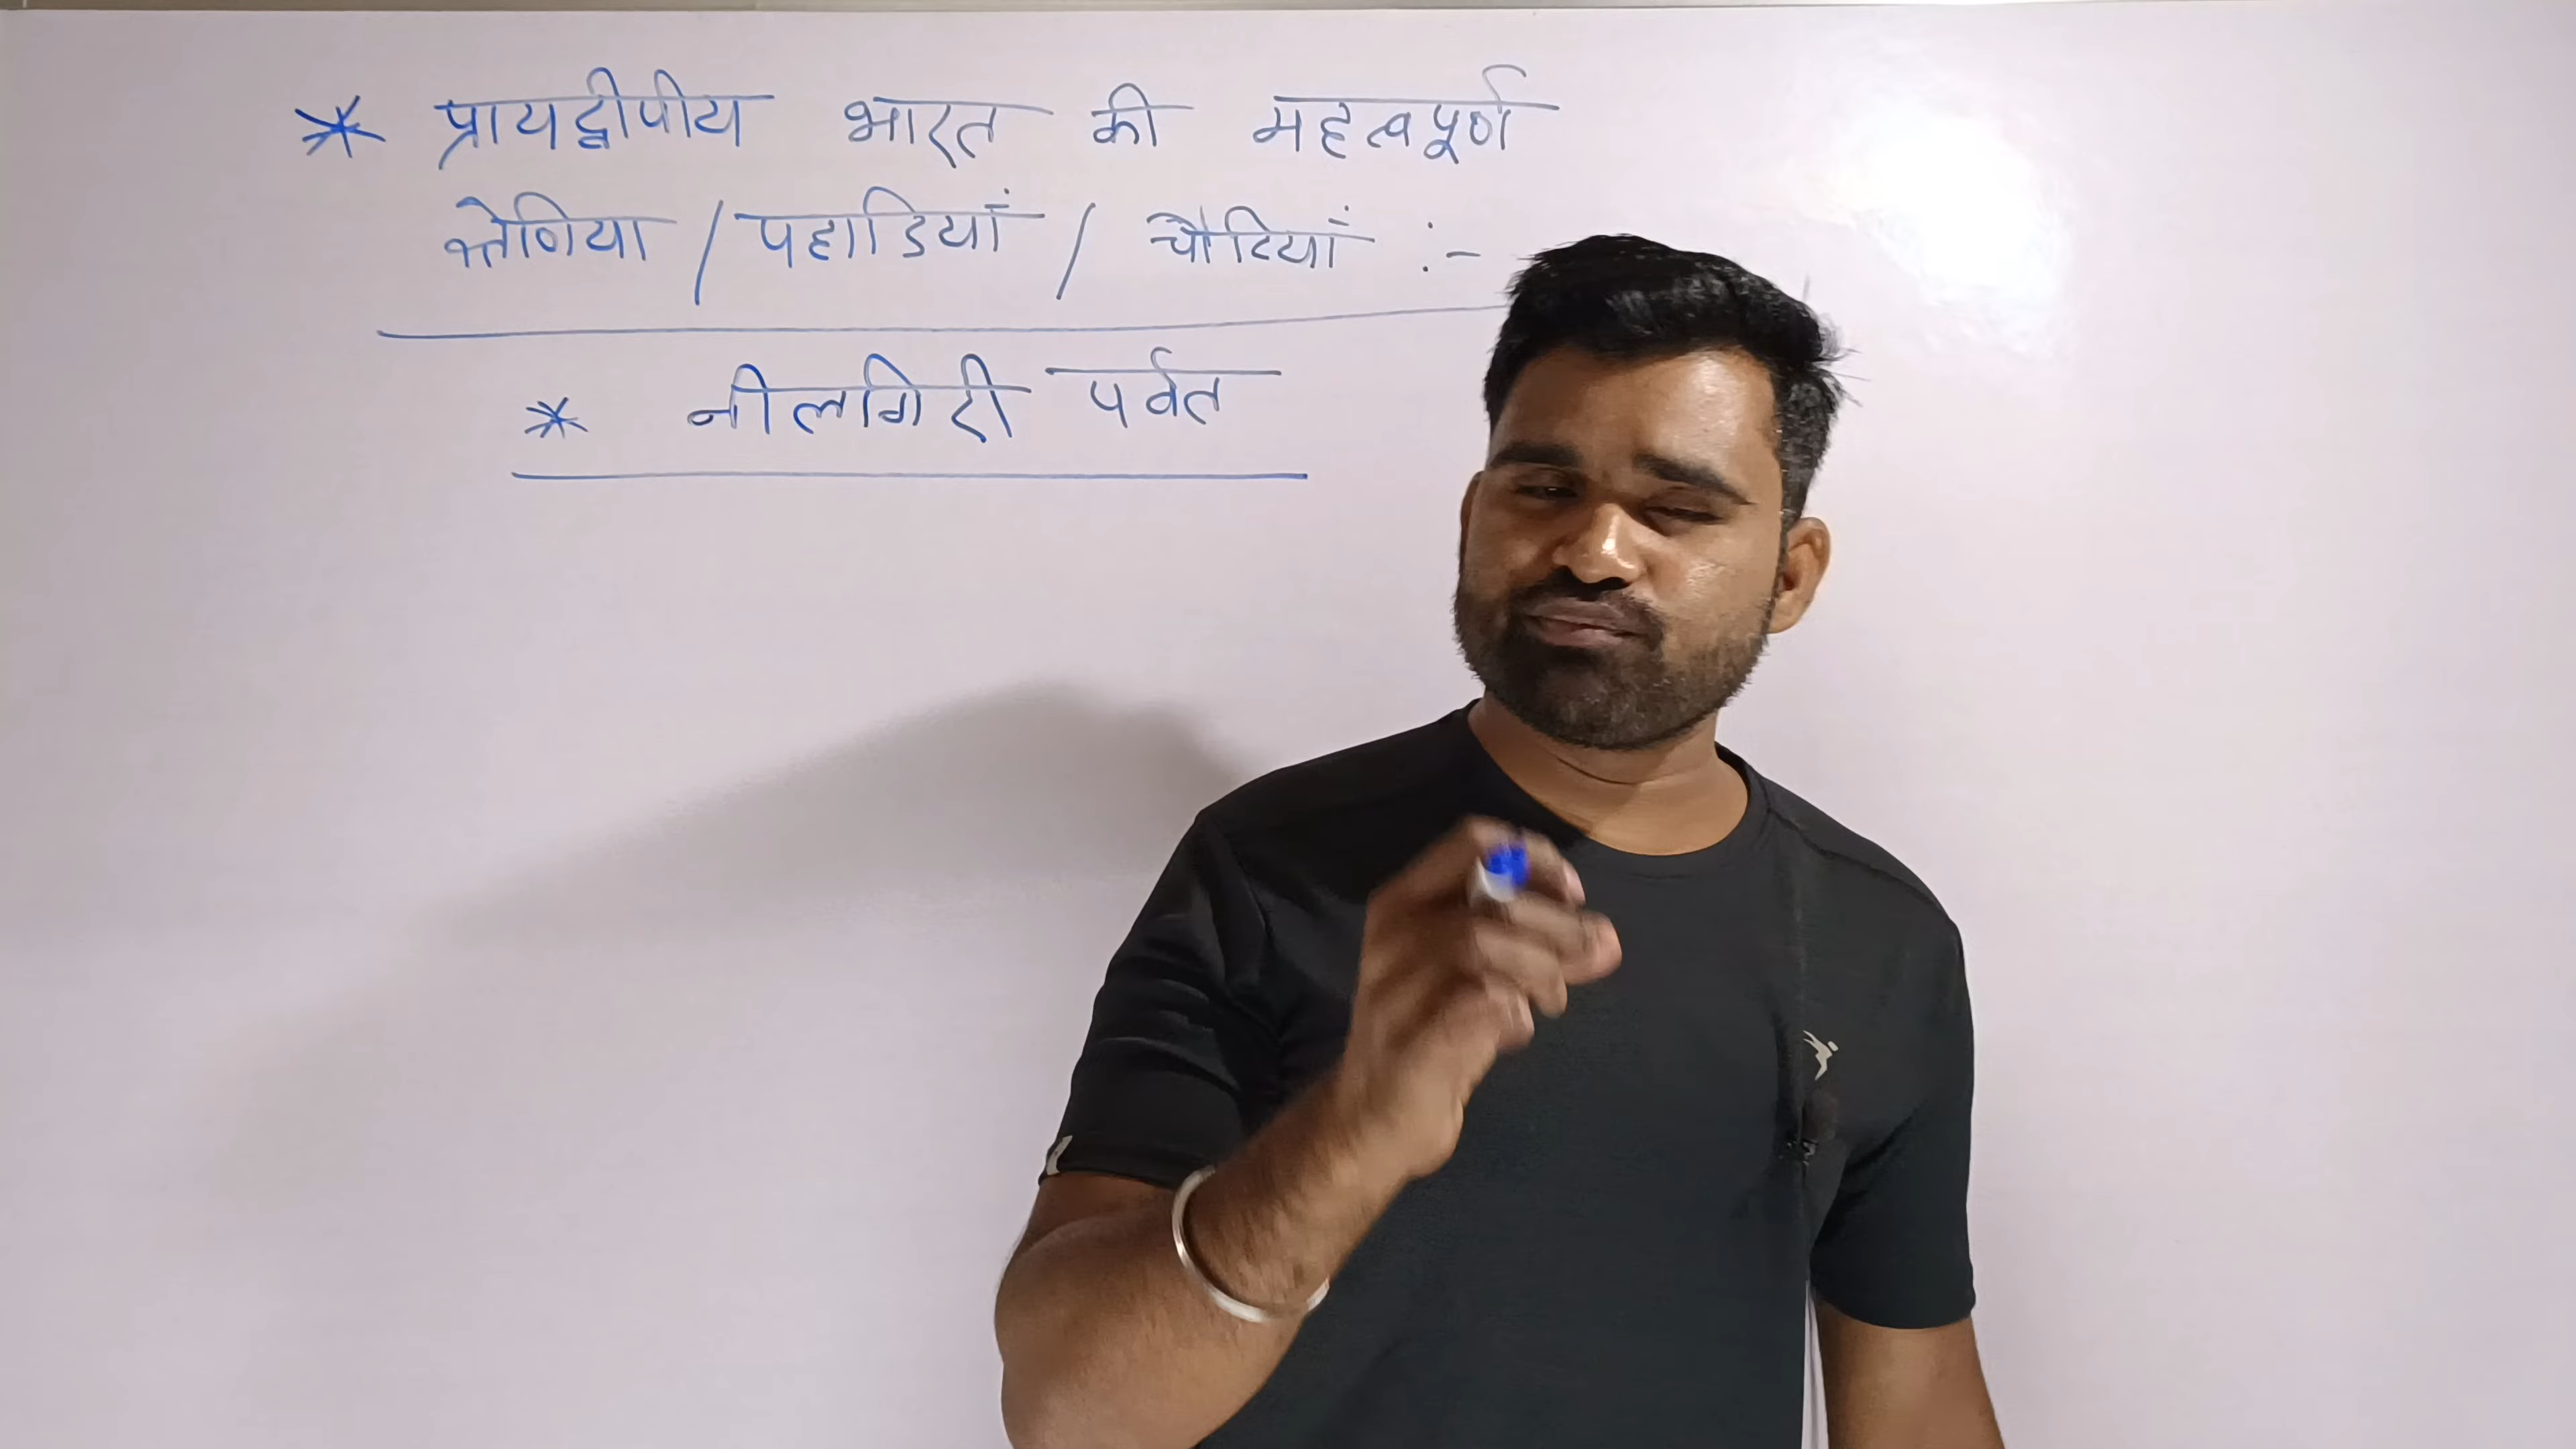 * प्रायद्वीपीय भारत की महत्वपूर्ण
श्रेणिया / पहाडियाँ / चौटियाँ :-
* नीलगिरी पर्वत